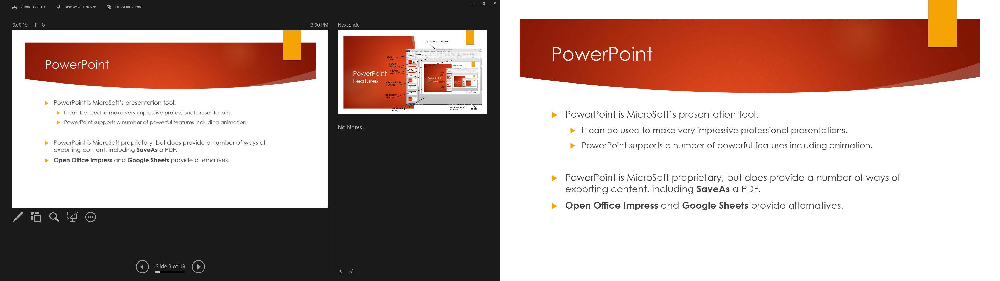 SHOW TASKBAR
DISPLAY SETTINGS ▼
END SLIDE SHOW
0:00:19
3:00 PM
PowerPoint
PowerPoint is MicroSoft’s presentation tool.
It can be used to make very impressive professional presentations.
PowerPoint supports a number of powerful features including animation.
PowerPoint is MicroSoft proprietary, but does provide a number of ways of
exporting content, including SaveAs a PDF.
Open Office Impress and Google Sheets provide alternatives.
Slide 3 of 19
Next slide
TITLEBAR WITH FILENAME
MENU
RIBBON
LAYOUT
RULERS
CENTER
GUIDES
PowerPoint
Features
PRESENTATION
OUTLINE
SLIDE EDIT
WINDOW
PRESENTER'S
NOTES
SLIDE SHOW
LAUNCH
ZOOM
PowerPoint
Features
No Notes.
A
A
PowerPoint
PowerPoint is MicroSoft’s presentation tool.
It can be used to make very impressive professional presentations.
PowerPoint supports a number of powerful features including animation.
PowerPoint is MicroSoft proprietary, but does provide a number of ways of
exporting content, including SaveAs a PDF.
Open Office Impress and Google Sheets provide alternatives.